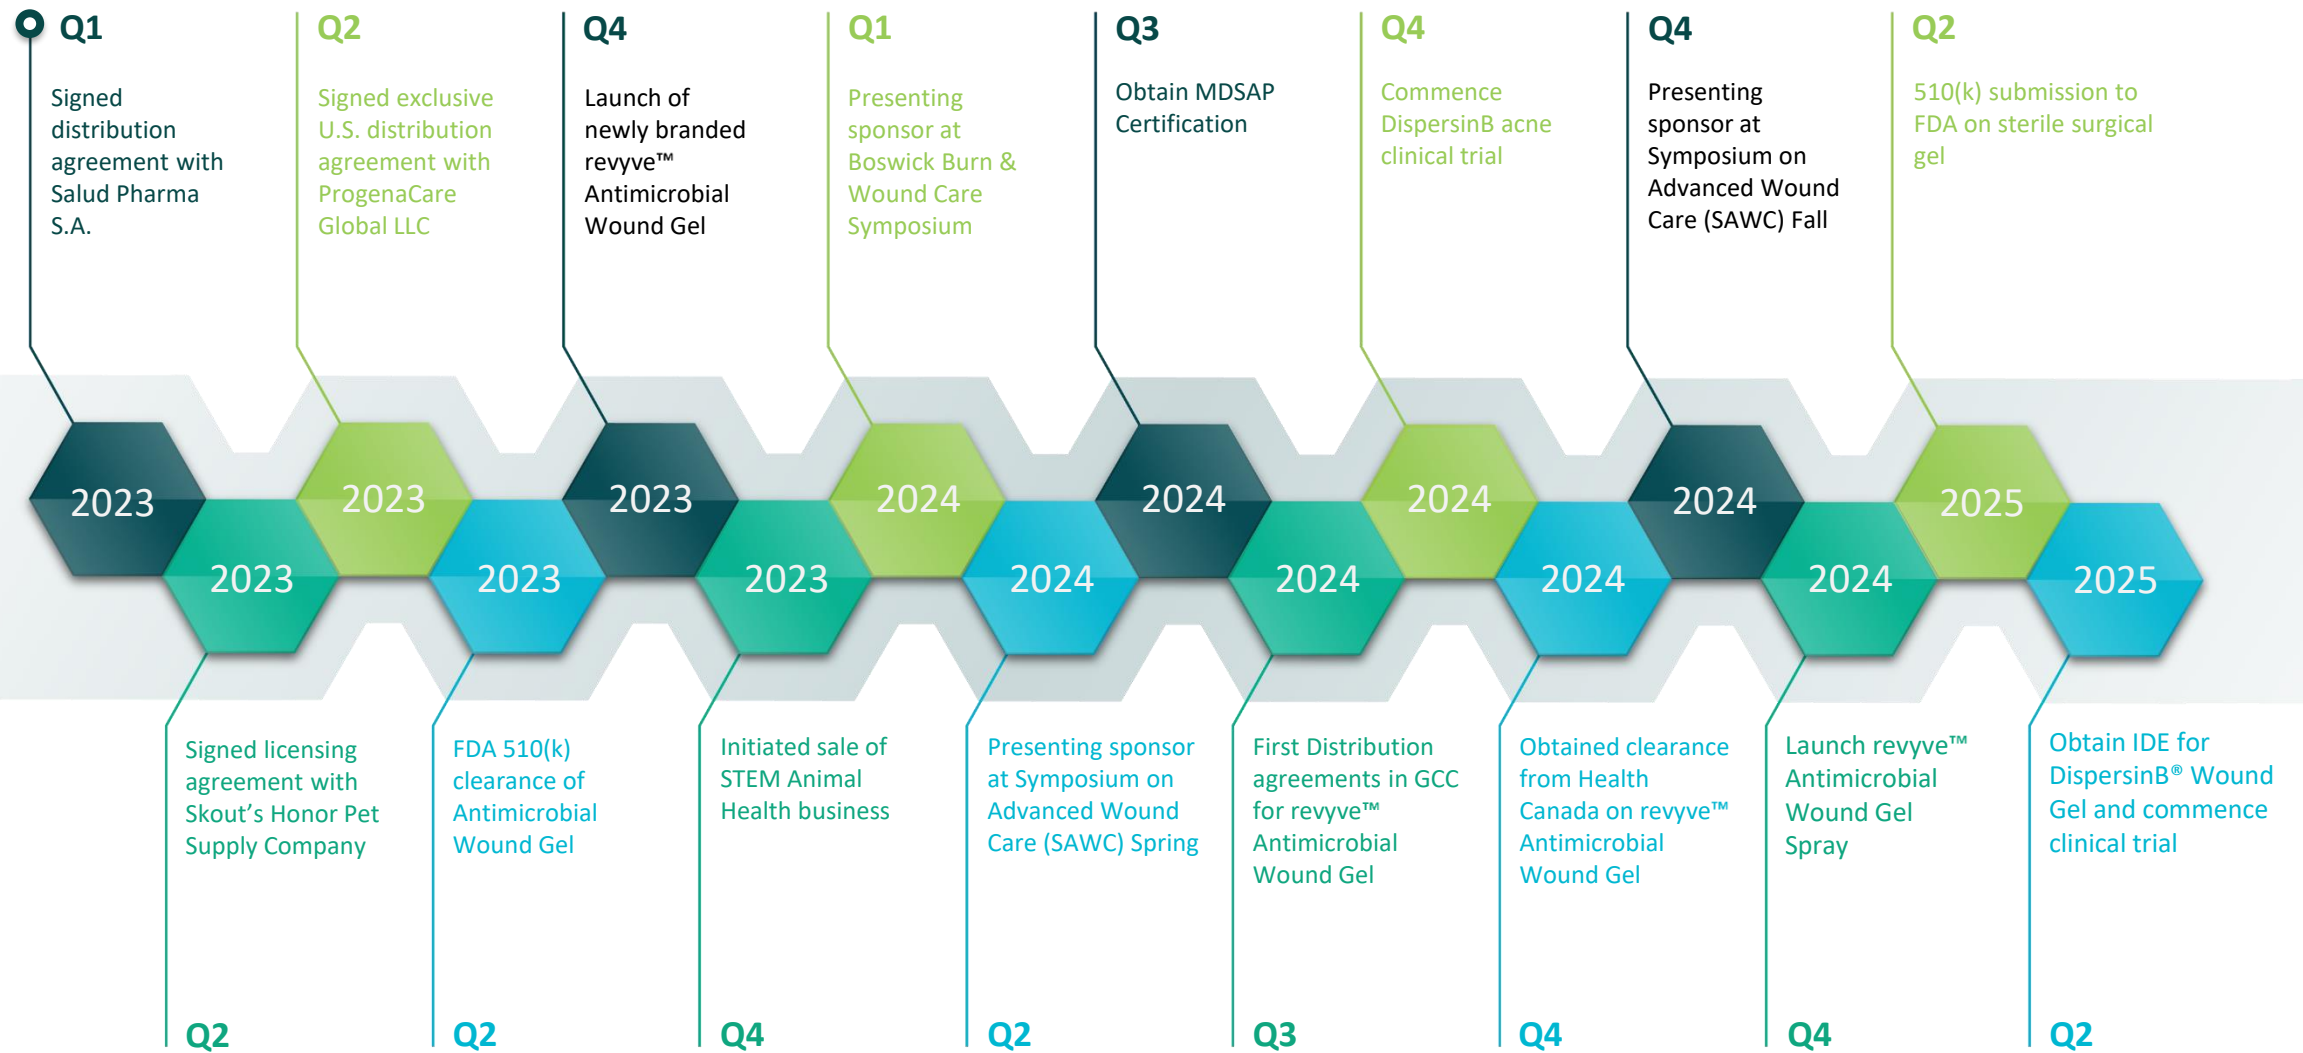 Q1
Signed
distribution
agreement with
Salud Pharma
S.A.
Q2
Signed exclusive
U.S. distribution
agreement with
ProgenaCare
Global LLC
Q4
Launch of
newly branded
revyve™
Antimicrobial
Wound Gel
Q1
Presenting
sponsor at
Boswick Burn &
Wound Care
Symposium
Q3
Obtain MDSAP
Certification
Q4
Commence
DispersinB acne
clinical trial
Q4
Presenting
sponsor at
Symposium on
Advanced Wound
Care (SAWC) Fall
Q2
510(k) submission to
FDA on sterile surgical
gel
2023
2023
2023
2023
2023
2023
2024
2024
2024
2024
2024
2024
2024
2024
2025
2025
Signed licensing
agreement with
Skout’s Honor Pet
Supply Company
Q2
FDA 510(k)
clearance of
Antimicrobial
Wound Gel
Q2
Initiated sale of
STEM Animal
Health business
Q4
Presenting sponsor
at Symposium on
Advanced Wound
Care (SAWC) Spring
Q2
First Distribution
agreements in GCC
for revyve™
Antimicrobial
Wound Gel
Q3
Obtained clearance
from Health
Canada on revyve™
Antimicrobial
Wound Gel
Q4
Launch revyve™
Antimicrobial
Wound Gel
Spray
Q4
Obtain IDE for
DispersinB® Wound
Gel and commence
clinical trial
Q2